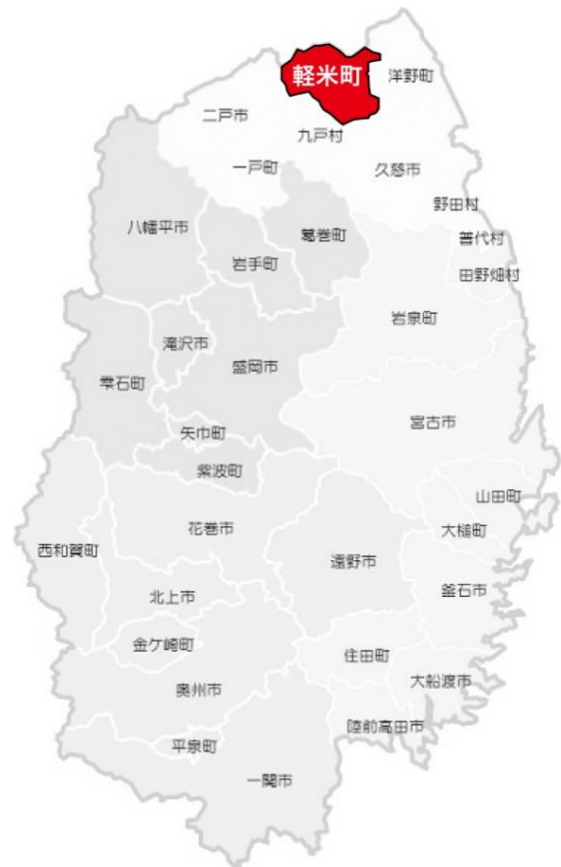 軽米町
洋野町
二戸市
九戸村
一戸町
久慈市
野田村
八幡平市
葛巻町
普代村
岩手町
田野畑村
岩泉町
滝沢市
盛岡市
雫石町
宮古市
矢巾町
紫波町
山田町
花巻市
大槌町
西和賀町
遠野市
釜石市
北上市
金ケ崎町
住田町
大船渡市
奥州市
陸前高田市
平泉町
一関市